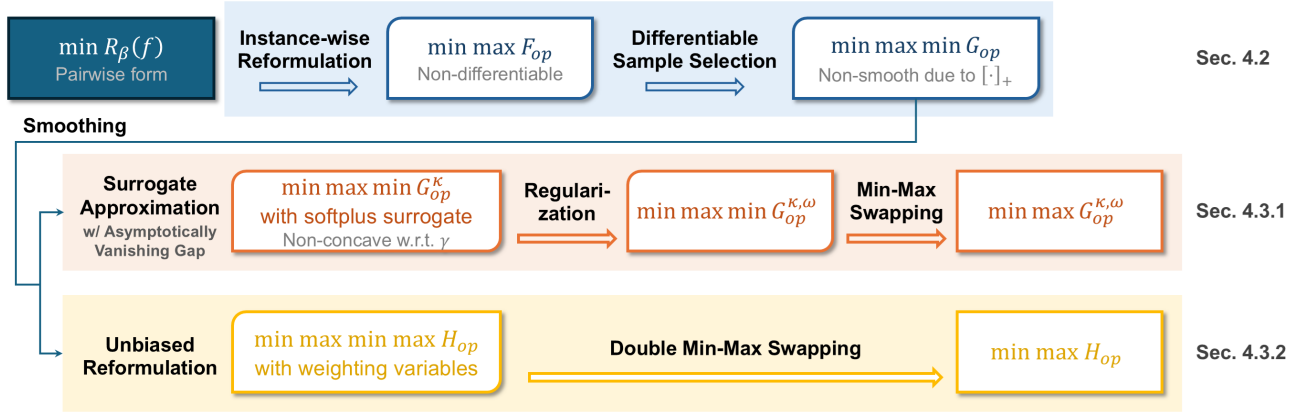 min R_β(f)
Pairwise form
Instance-wise
Reformulation
min max F_op
Non-differentiable
Differentiable
Sample Selection
min max min G_op
Non-smooth due to [·]_+
Sec. 4.2
Smoothing
Surrogate
Approximation
w/ Asymptotically
Vanishing Gap
min max min G_op^κ
with softplus surrogate
Non-concave w.r.t. γ
Regulari-
zation
min max min G_op^{κ,ω}
Min-Max
Swapping
min max G_op^{κ,ω}
Sec. 4.3.1
Unbiased
Reformulation
min max min max H_op
with weighting variables
Double Min-Max Swapping
min max H_op
Sec. 4.3.2